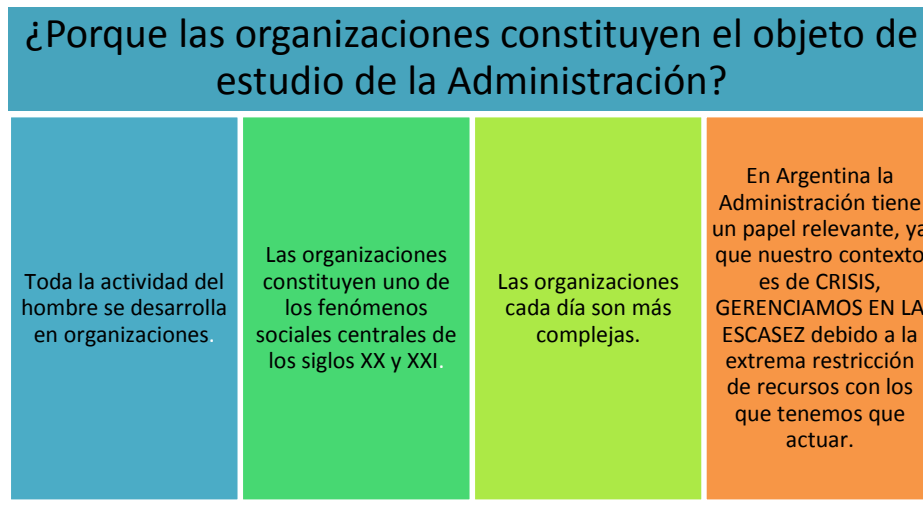 ¿Porque las organizaciones constituyen el objeto de
estudio de la Administración?
Toda la actividad del
hombre se desarrolla
en organizaciones.
Las organizaciones
constituyen uno de
los fenómenos
sociales centrales de
los siglos XX y XXI.
Las organizaciones
cada día son más
complejas.
En Argentina la
Administración tiene
un papel relevante, ya
que nuestro contexto
es de CRISIS,
GERENCIAMOS EN LA
ESCASEZ debido a la
extrema restricción
de recursos con los
que tenemos que
actuar.